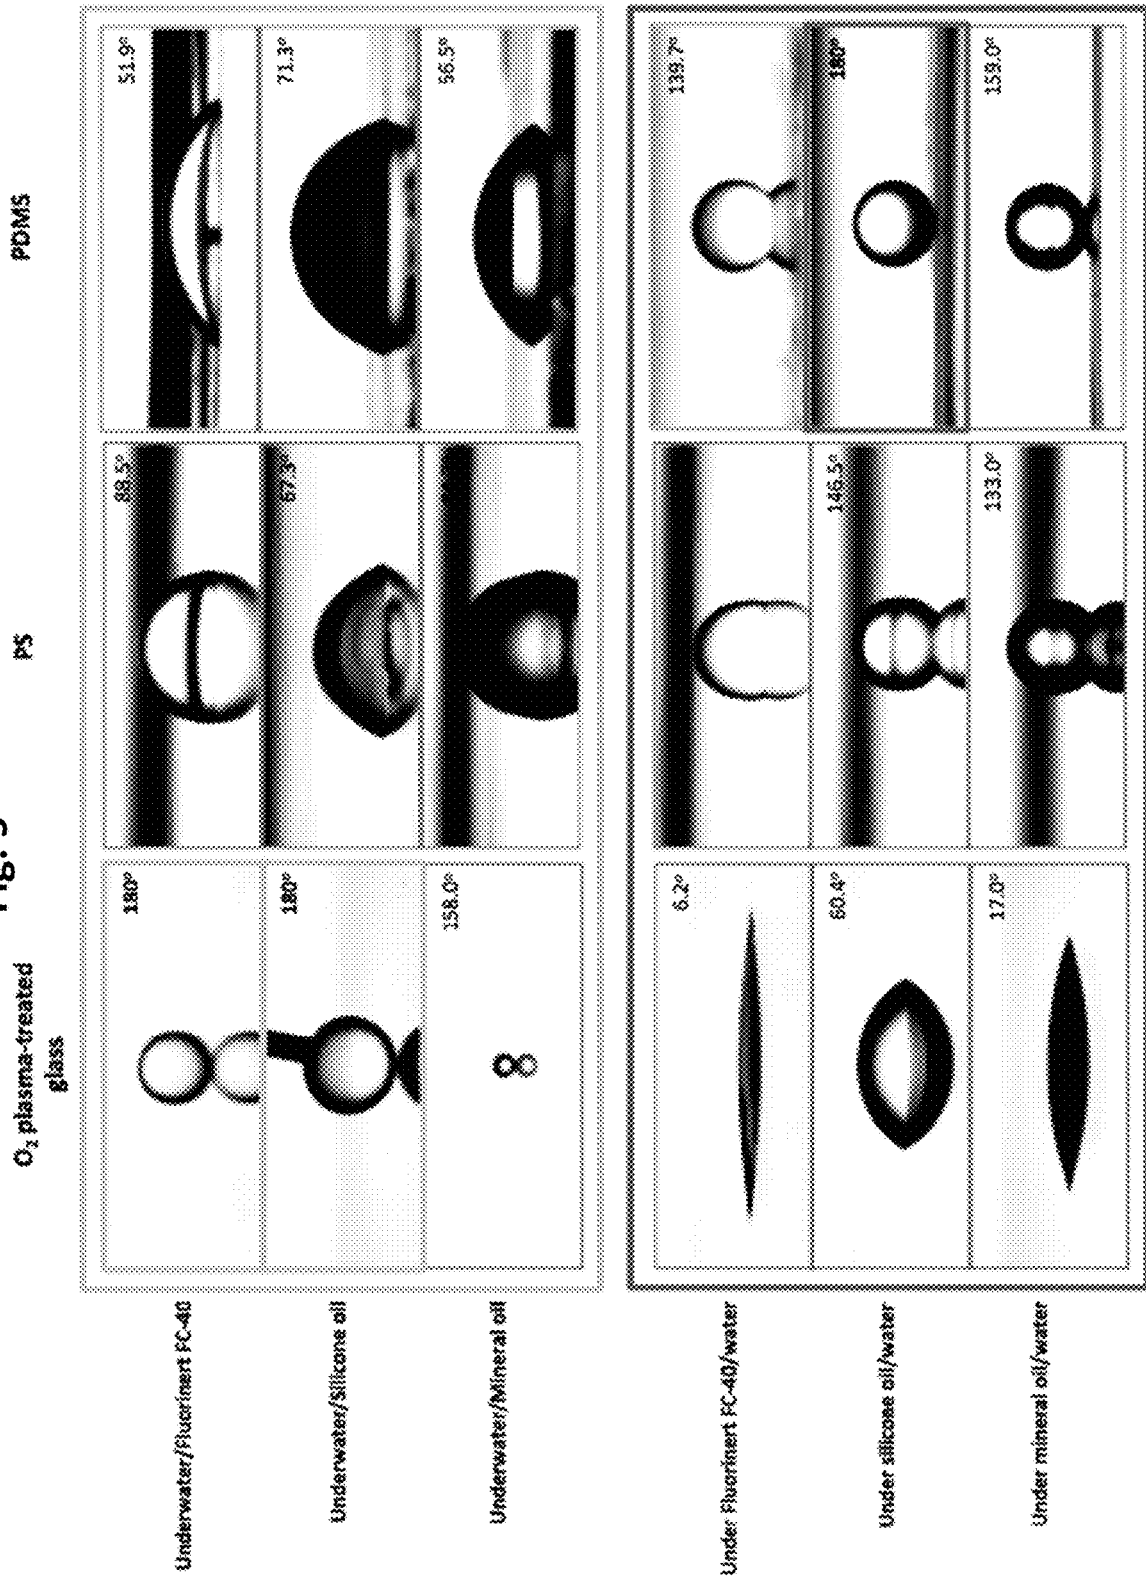 Fig.
O₂ plasma-treated
glass
PS
PDMS
Underwater/Fluorinert FC-40
180°
88.5°
51.9°
Underwater/Silicone oil
180°
67.3°
71.3°
Underwater/Mineral oil
158.0°
56.5°
Under Fluorinert FC-40/water
6.2°
139.7°
Under silicone oil/water
60.4°
146.5°
180°
Under mineral oil/water
17.0°
133.0°
159.0°